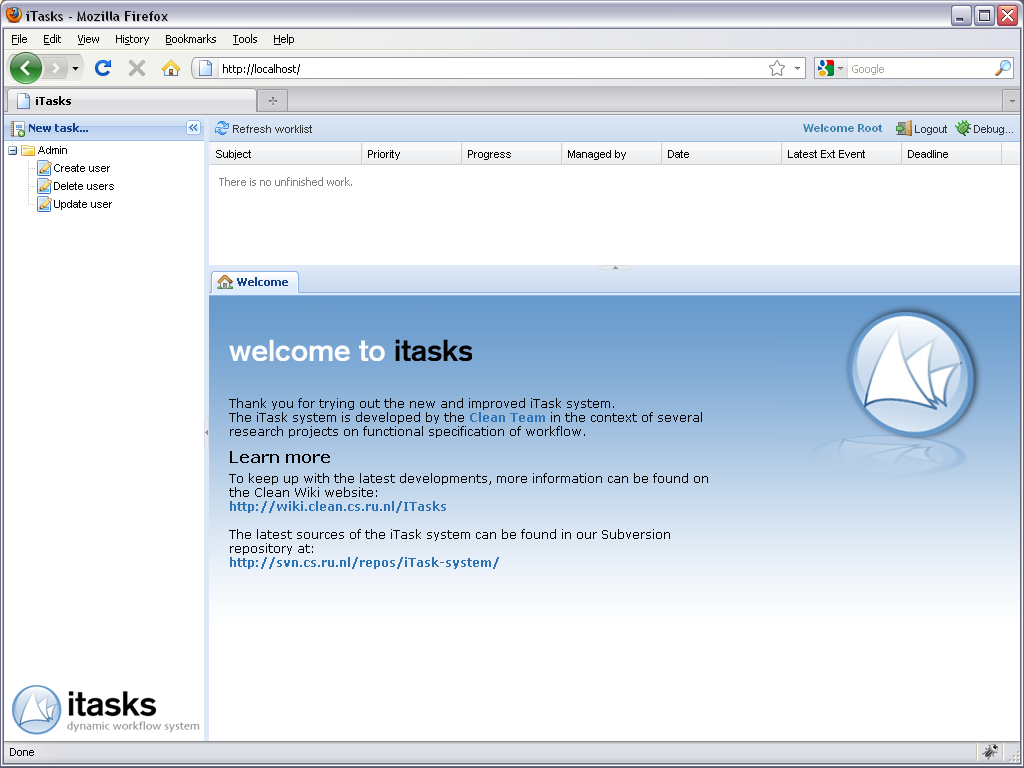 iTasks - Mozilla Firefox
File Edit View History Bookmarks Tools Help
http://localhost/
Google
iTasks
New task...
Admin
Create user
Delete users
Update user
Refresh worklist
Welcome Root
Logout
Debug...
Subject Priority Progress Managed by Date Latest Ext Event Deadline
There is no unfinished work.
Welcome
welcome to itasks
Thank you for trying out the new and improved iTask system.
The iTask system is developed by the Clean Team in the context of several
research projects on functional specification of workflow.
Learn more
To keep up with the latest developments, more information can be found on
the Clean Wiki website:
http://wiki.clean.cs.ru.nl/ITasks
The latest sources of the iTask system can be found in our Subversion
repository at:
http://svn.cs.ru.nl/repos/iTask-system/
itasks
dynamic workflow system
Done